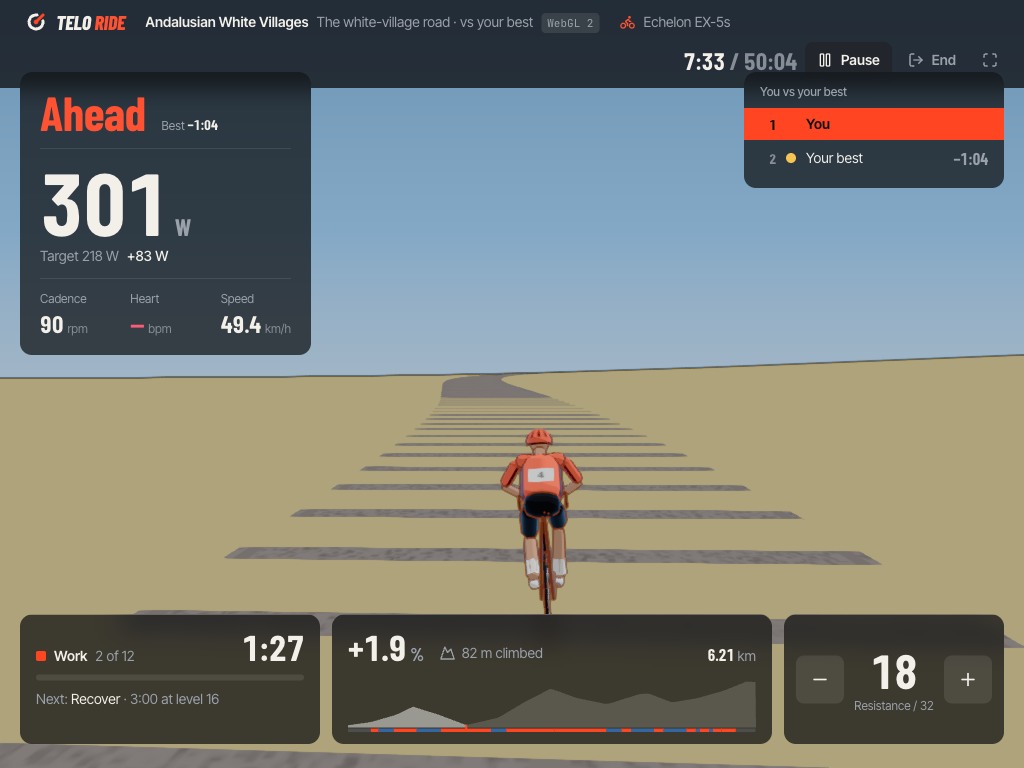 TELO RIDE Andalusian White Villages The white-village road · vs your best WebGL 2 Echelon EX-5s
7:33 / 50:04 Pause End
Ahead Best −1:04
301 W
Target 218 W +83 W
Cadence Heart Speed
90 rpm – bpm 49.4 km/h
You vs your best
1 You
2 Your best −1:04
Work 2 of 12 1:27
Next: Recover · 3:00 at level 16
+1.9 % 82 m climbed 6.21 km
− 18 +
Resistance / 32